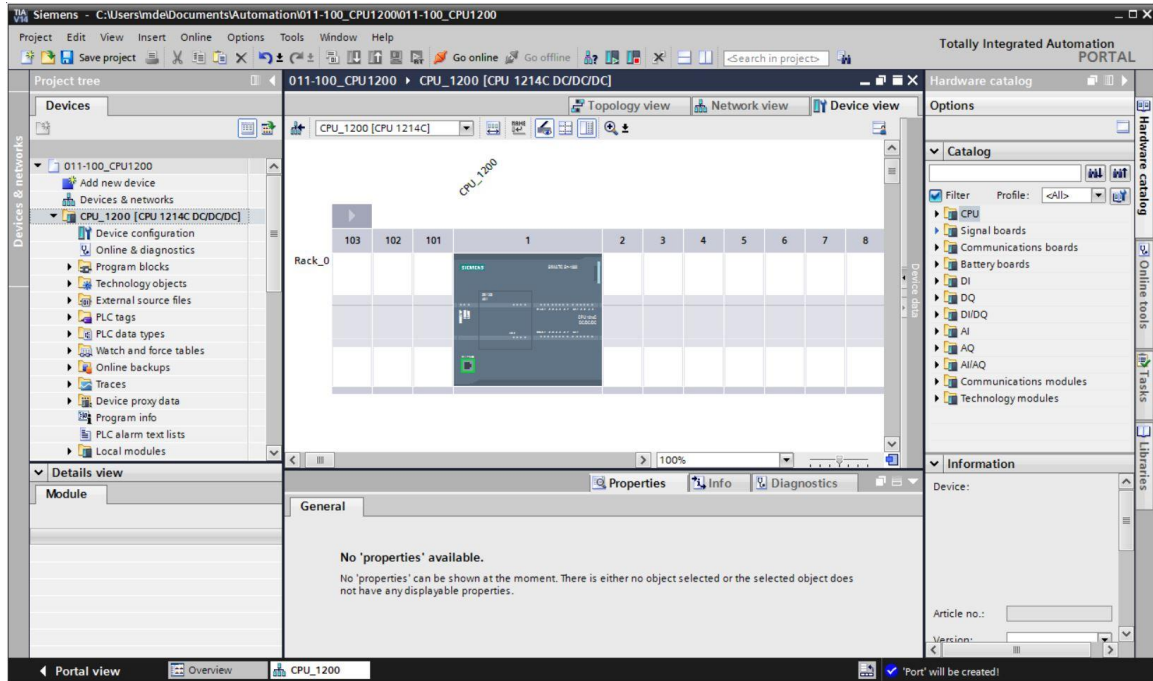 Siemens - C:\Users\mde\Documents\Automation\011-100_CPU1200\011-100_CPU1200
Project Edit View Insert Online Options Tools Window Help
Totally Integrated Automation
PORTAL
Save project
Go online
Go offline
<Search in project>
Project tree
011-100_CPU1200 ▸ CPU_1200 [CPU 1214C DC/DC/DC]
Hardware catalog
Devices
Topology view
Network view
Device view
Options
CPU_1200 [CPU 1214C]
Devices & networks
011-100_CPU1200
Add new device
Devices & networks
CPU_1200 [CPU 1214C DC/DC/DC]
Device configuration
Online & diagnostics
Program blocks
Technology objects
External source files
PLC tags
PLC data types
Watch and force tables
Online backups
Traces
Device proxy data
Program info
PLC alarm text lists
Local modules
Details view
Module
CPU_1200
103 102 101 1 2 3 4 5 6 7 8
Rack_0
SIEMENS
Device data
100%
Properties
Info
Diagnostics
General
No 'properties' available.
No 'properties' can be shown at the moment. There is either no object selected or the selected object does
not have any displayable properties.
Catalog
Filter Profile: <All>
CPU
Signal boards
Communications boards
Battery boards
DI
DQ
DI/DQ
AI
AQ
AI/AQ
Communications modules
Technology modules
Information
Device:
Article no.:
Version:
Hardware catalog
Online tools
Tasks
Libraries
Portal view
Overview
CPU_1200
'Port' will be created!